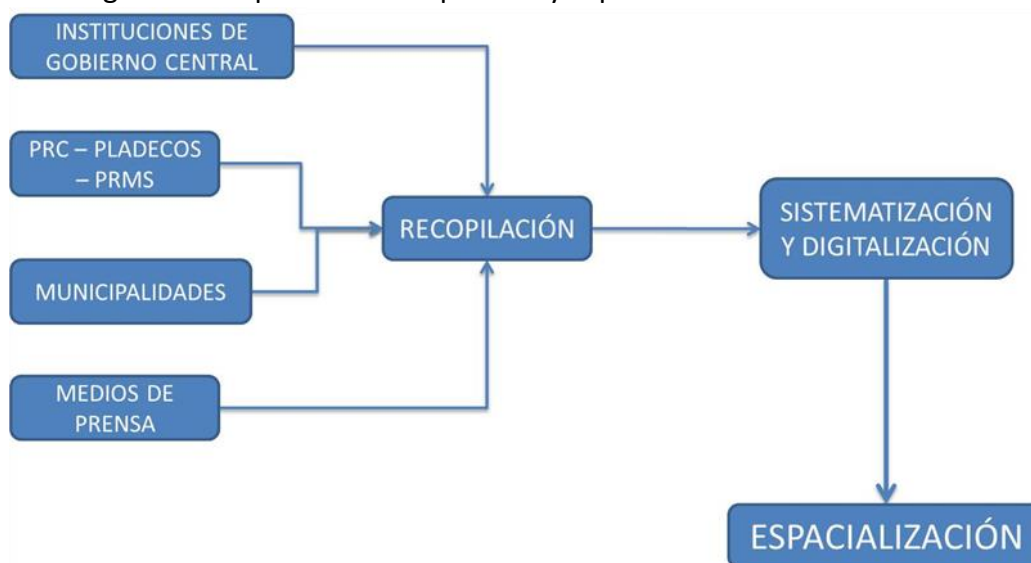 INSTITUCIONES DE
GOBIERNO CENTRAL
PRC – PLADECOS
– PRMS
MUNICIPALIDADES
MEDIOS DE
PRENSA
RECOPILACIÓN
SISTEMATIZACIÓN
Y DIGITALIZACIÓN
ESPACIALIZACIÓN